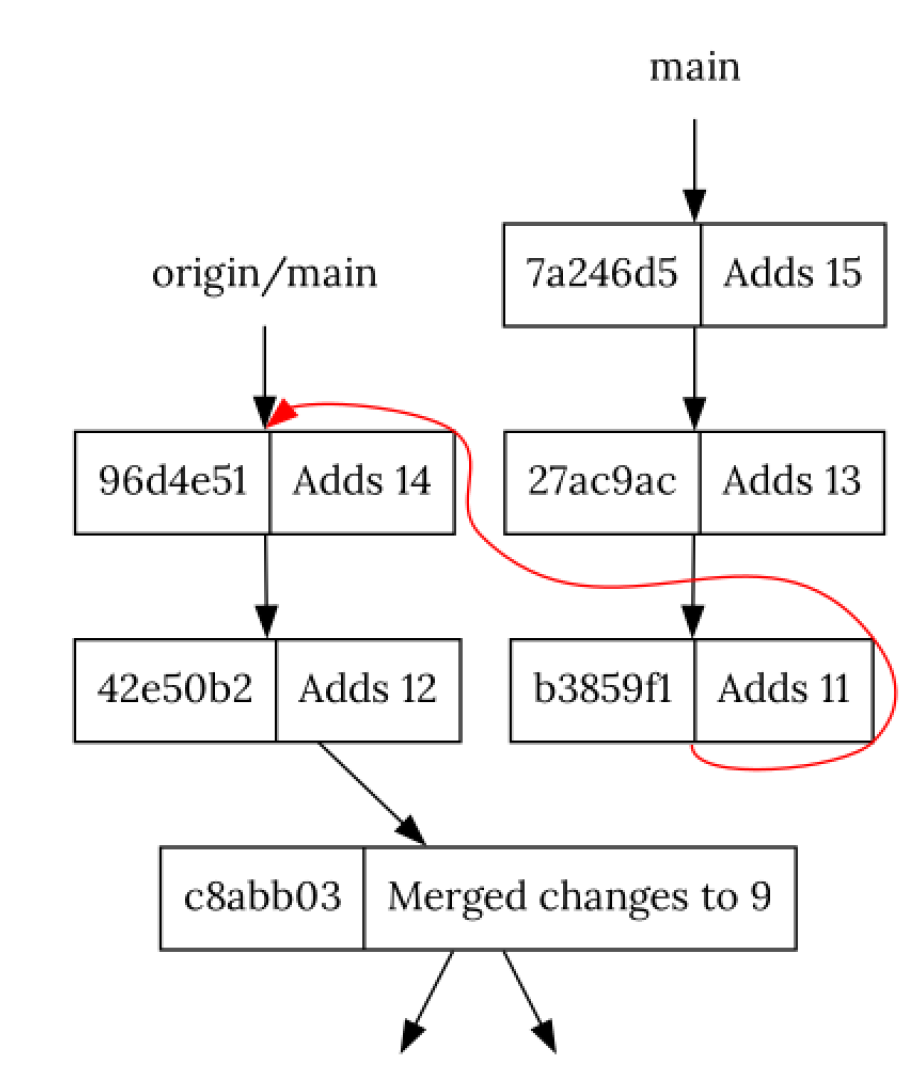 main
7a246d5 Adds 15
origin/main
96d4e51 Adds 14
27ac9ac Adds 13
42e50b2 Adds 12
b3859f1 Adds 11
c8abb03 Merged changes to 9